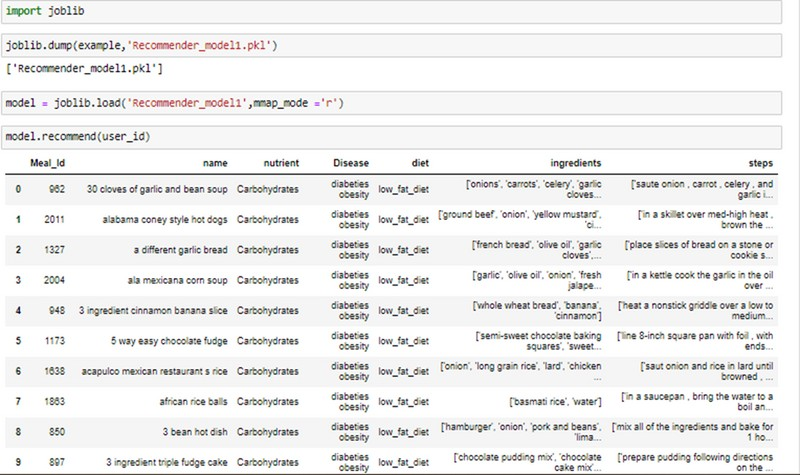 import joblib
joblib.dump(example,'Recommender_model1.pkl')
['Recommender_model1.pkl']
model = joblib.load('Recommender_model1',mmap_mode ='r')
model.recommend(user_id)
Meal_Id name nutrient Disease diet ingredients steps
0 962 30 cloves of garlic and bean soup Carbohydrates diabeties obesity low_fat_diet ['onions', 'carrots', 'celery', 'garlic cloves... ['saute onion , carrot , celery , and garlic i...
1 2011 alabama coney style hot dogs Carbohydrates diabeties obesity low_fat_diet ['ground beef', 'onion', 'yellow mustard', 'ci... ['in a skillet over med-high heat , brown the ...
2 1327 a different garlic bread Carbohydrates diabeties obesity low_fat_diet ['french bread', 'olive oil', 'garlic cloves',... ['place slices of bread on a stone or cookie s...
3 2004 ala mexicana corn soup Carbohydrates diabeties obesity low_fat_diet ['garlic', 'olive oil', 'onion', 'fresh jalape... ['in a kettle cook the garlic in the oil over ...
4 948 3 ingredient cinnamon banana slice Carbohydrates diabeties obesity low_fat_diet ['whole wheat bread', 'banana', 'cinnamon'] ['heat a nonstick griddle over a low to medium...
5 1173 5 way easy chocolate fudge Carbohydrates diabeties obesity low_fat_diet ['semi-sweet chocolate baking squares', 'sweet... ['line 8-inch square pan with foil , with ends...
6 1638 acapulco mexican restaurant s rice Carbohydrates diabeties obesity low_fat_diet ['onion', 'long grain rice', 'lard', 'chicken ... ['saut onion and rice in lard until browned , ...
7 1863 african rice balls Carbohydrates diabeties obesity low_fat_diet ['basmati rice', 'water'] ['in a saucepan , bring the water to a boil an...
8 850 3 bean hot dish Carbohydrates diabeties obesity low_fat_diet ['hamburger', 'onion', 'pork and beans', 'lima... ['mix all of the ingredients and bake for 1 ho...
9 897 3 ingredient triple fudge cake Carbohydrates diabeties obesity low_fat_diet ['chocolate pudding mix', 'chocolate cake mix'... ['prepare pudding following directions on the ...